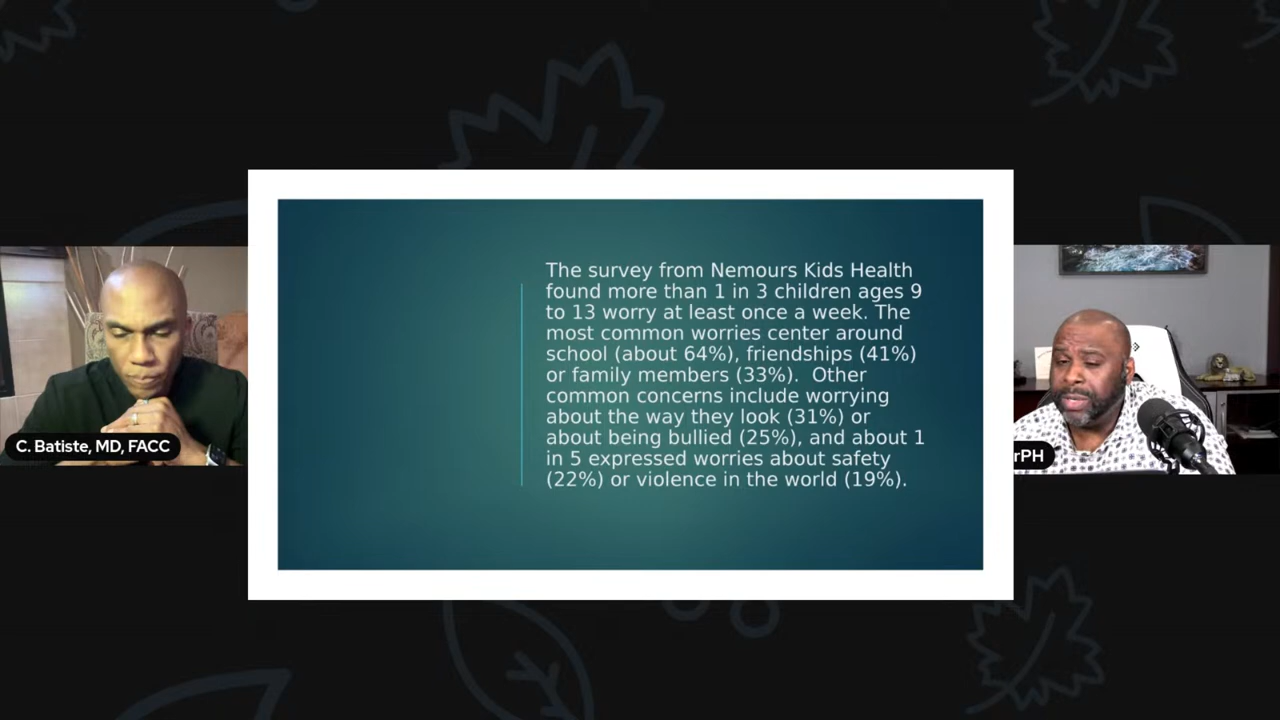 The survey from Nemours Kids Health
found more than 1 in 3 children ages 9
to 13 worry at least once a week. The
most common worries center around
school (about 64%), friendships (41%)
or family members (33%).  Other
common concerns include worrying
about the way they look (31%) or
about being bullied (25%), and about 1
in 5 expressed worries about safety
(22%) or violence in the world (19%).
C. Batiste, MD, FACC
rPH